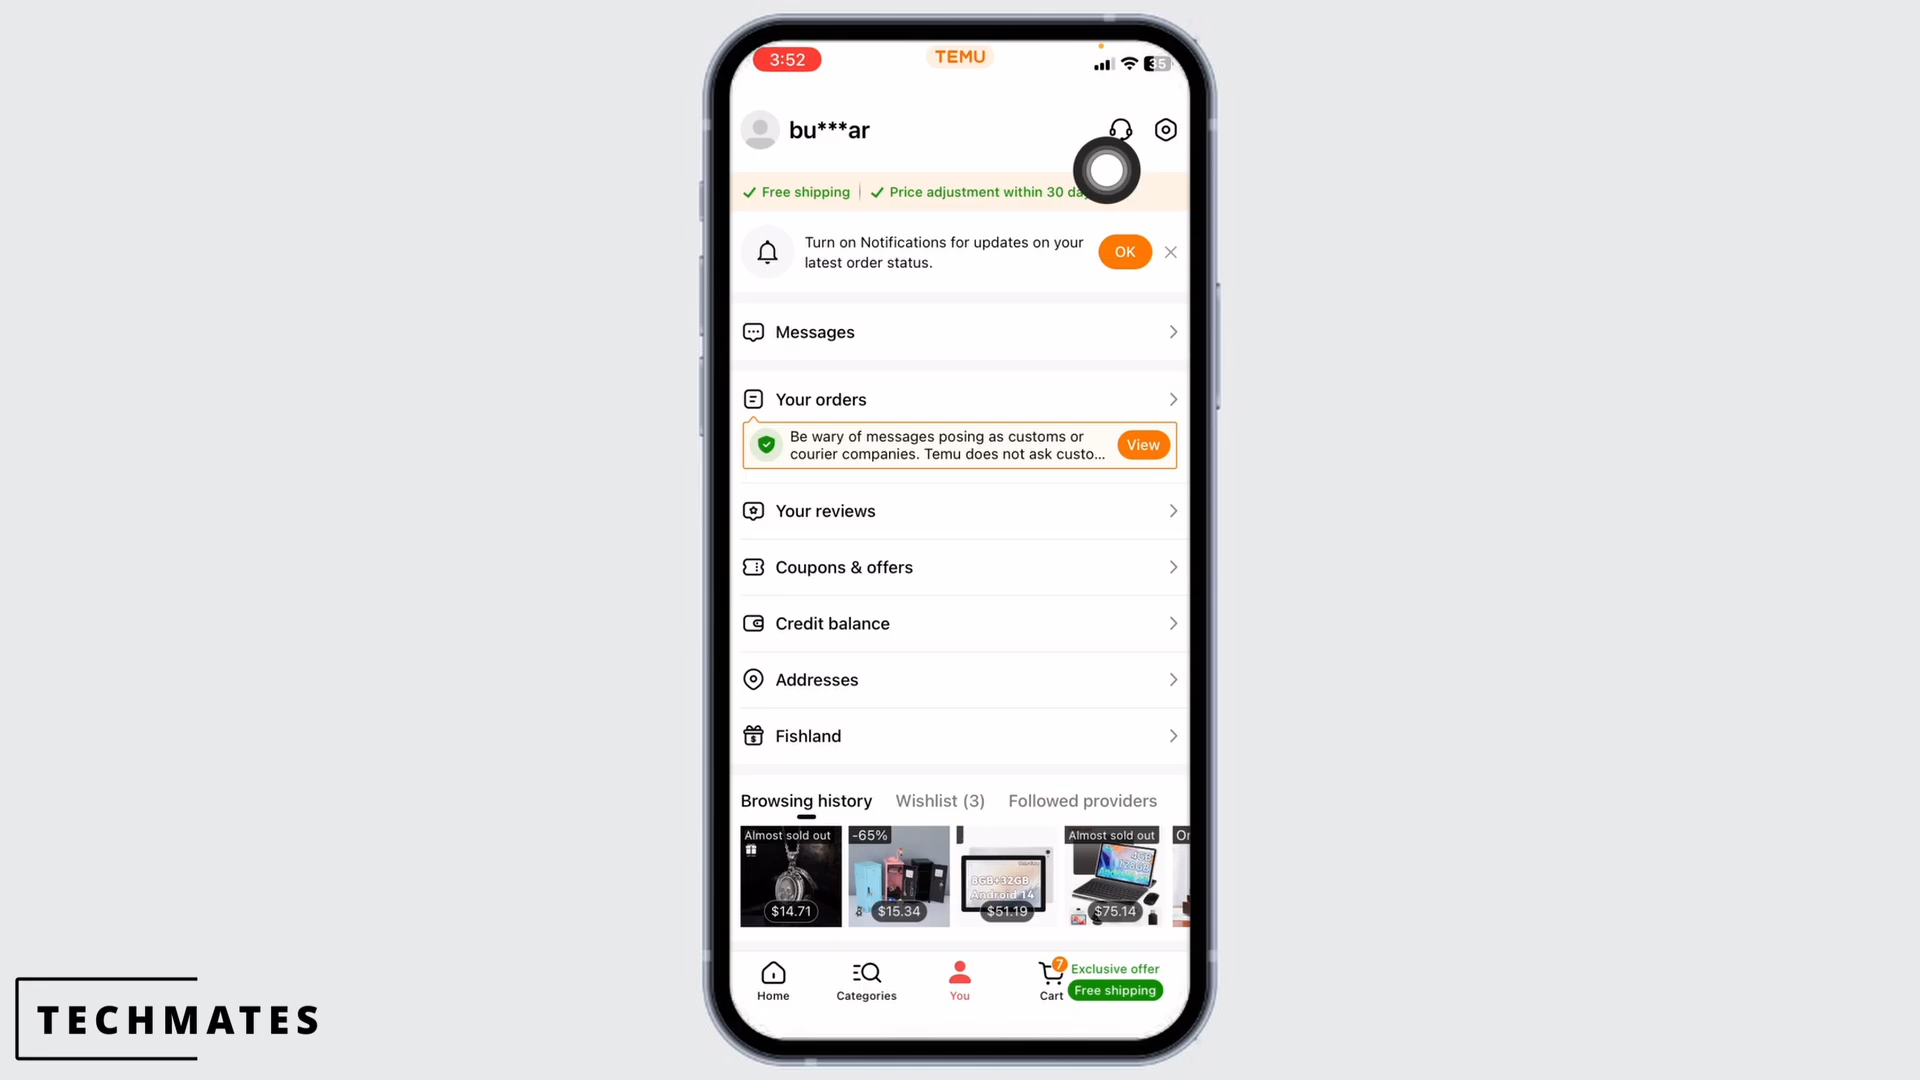 3:52
TEMU
35
bu***ar
Free shipping
Price adjustment within 30
Turn on Notifications for updates on your
latest order status.
OK
Messages
Your orders
Be wary of messages posing as customs or
courier companies. Temu does not ask custo...
View
Your reviews
Coupons & offers
Credit balance
Addresses
Fishland
Browsing history
Wishlist (3)
Followed providers
Almost sold out
-65%
Almost sold out
8GB+32GB
Android 14
4GB
128GB
$14.71
$15.34
$51.19
$75.14
7
Exclusive offer
Free shipping
Home
Categories
You
Cart
TECHMATES